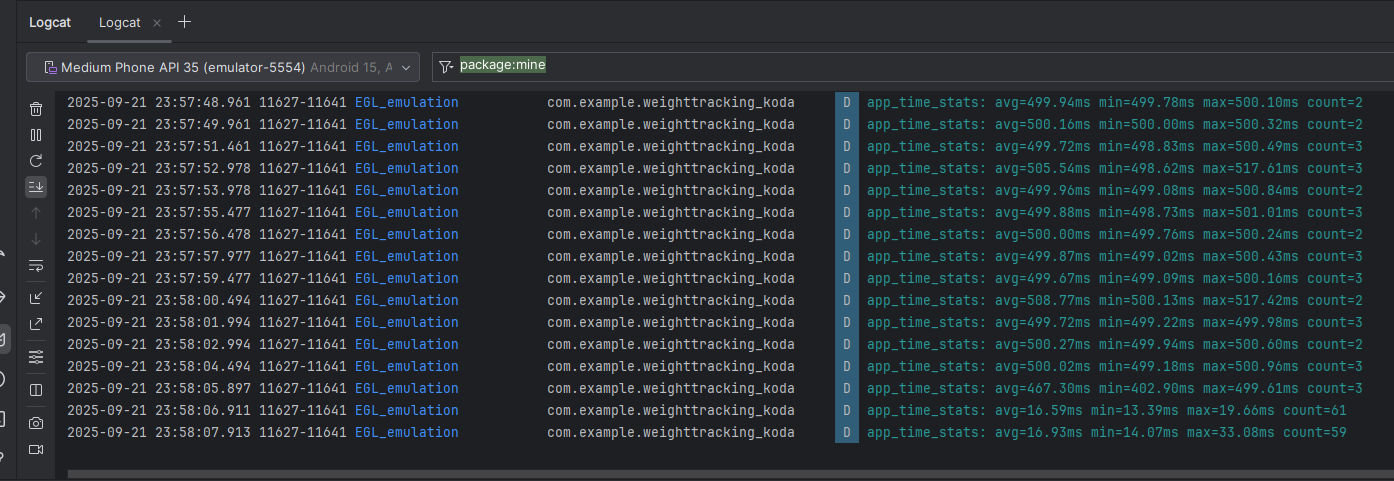 Logcat Logcat
Medium Phone API 35 (emulator-5554) Android 15, A package:mine
2025-09-21 23:57:48.961 11627-11641 EGL_emulation com.example.weighttracking_koda D app_time_stats: avg=499.94ms min=499.78ms max=500.10ms count=2
2025-09-21 23:57:49.961 11627-11641 EGL_emulation com.example.weighttracking_koda D app_time_stats: avg=500.16ms min=500.00ms max=500.32ms count=2
2025-09-21 23:57:51.461 11627-11641 EGL_emulation com.example.weighttracking_koda D app_time_stats: avg=499.72ms min=498.83ms max=500.49ms count=3
2025-09-21 23:57:52.978 11627-11641 EGL_emulation com.example.weighttracking_koda D app_time_stats: avg=505.54ms min=498.62ms max=517.61ms count=3
2025-09-21 23:57:53.978 11627-11641 EGL_emulation com.example.weighttracking_koda D app_time_stats: avg=499.96ms min=499.08ms max=500.84ms count=2
2025-09-21 23:57:55.477 11627-11641 EGL_emulation com.example.weighttracking_koda D app_time_stats: avg=499.88ms min=498.73ms max=501.01ms count=3
2025-09-21 23:57:56.478 11627-11641 EGL_emulation com.example.weighttracking_koda D app_time_stats: avg=500.00ms min=499.76ms max=500.24ms count=2
2025-09-21 23:57:57.977 11627-11641 EGL_emulation com.example.weighttracking_koda D app_time_stats: avg=499.87ms min=499.02ms max=500.43ms count=3
2025-09-21 23:57:59.477 11627-11641 EGL_emulation com.example.weighttracking_koda D app_time_stats: avg=499.67ms min=499.09ms max=500.16ms count=3
2025-09-21 23:58:00.494 11627-11641 EGL_emulation com.example.weighttracking_koda D app_time_stats: avg=508.77ms min=500.13ms max=517.42ms count=2
2025-09-21 23:58:01.994 11627-11641 EGL_emulation com.example.weighttracking_koda D app_time_stats: avg=499.72ms min=499.22ms max=499.98ms count=3
2025-09-21 23:58:02.994 11627-11641 EGL_emulation com.example.weighttracking_koda D app_time_stats: avg=500.27ms min=499.94ms max=500.60ms count=2
2025-09-21 23:58:04.494 11627-11641 EGL_emulation com.example.weighttracking_koda D app_time_stats: avg=500.02ms min=499.18ms max=500.96ms count=3
2025-09-21 23:58:05.897 11627-11641 EGL_emulation com.example.weighttracking_koda D app_time_stats: avg=467.30ms min=402.90ms max=499.61ms count=3
2025-09-21 23:58:06.911 11627-11641 EGL_emulation com.example.weighttracking_koda D app_time_stats: avg=16.59ms min=13.39ms max=19.66ms count=61
2025-09-21 23:58:07.913 11627-11641 EGL_emulation com.example.weighttracking_koda D app_time_stats: avg=16.93ms min=14.07ms max=33.08ms count=59